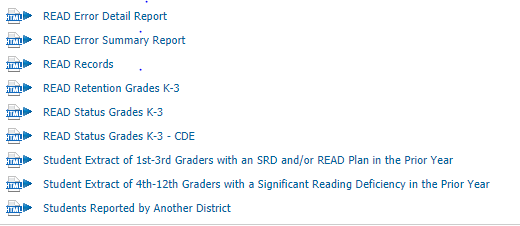 READ Error Detail Report
READ Error Summary Report
READ Records
READ Retention Grades K-3
READ Status Grades K-3
READ Status Grades K-3 - CDE
Student Extract of 1st-3rd Graders with an SRD and/or READ Plan in the Prior Year
Student Extract of 4th-12th Graders with a Significant Reading Deficiency in the Prior Year
Students Reported by Another District